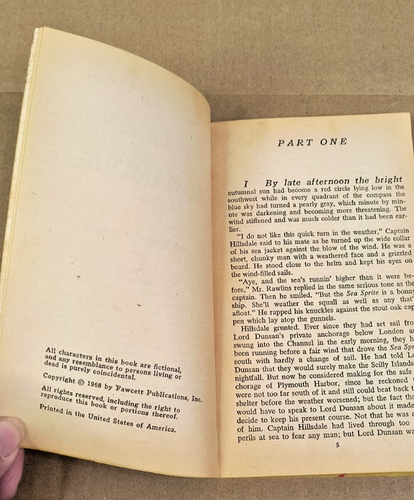 All characters in this book are fictional,
and any resemblance to persons living or
dead is purely coincidental.
Copyright © 1968 by Fawcett Publications, Inc.
All rights reserved, including the right to
reproduce this book or portions thereof.
Printed in the United States of America.
PART ONE
I By late afternoon the bright
autumnal sun had become a red circle lying low in the
southwest while in every quadrant of the compass the
blue sky had turned a pearly gray, which minute by min-
ute was darkening and becoming more threatening. The
wind stiffened and was much colder than it had been ear-
lier.
"I do not like this quick turn in the weather," Captain
Hillsdale said to his mate as he turned up the wide collar
of his sea jacket against the blow of the wind. He was a
short, chunky man with a weathered face and a grizzled
beard. He stood close to the helm and kept his eyes on
the wind-filled sails.
"Aye, and the sea's runnin' higher than it were be-
fore," Mr. Rawlins replied in the same serious tone as the
captain. Then he smiled. "But the Sea Sprite is a bonny
ship. She'll weather the squall as well as any that's
afloat." He rapped his knuckles against the stout oak cap
pen which lay atop the gunnels.
Hillsdale grunted. Ever since they had set sail from
Lord Dunsan's private anchorage below London and
swung into the Channel in the early morning, they had
been running before a fair wind that drove the Sea Sprite
south with hardly a change of sail. He had told Lord
Dunsan that they would surely make the Scilly Islands
nightfall. But now he considered making for the safe
chorage of Plymouth Harbor, since he reckoned
were not too far south of it and still could beat back to
shelter before the weather worsened; but the fact that
would have to speak to Lord Dunsan about it made
decide to keep his present course. Not that he was a
of him. Captain Hillsdale had lived through too
perils at sea to fear any man; but Lord Dunsan wa
5